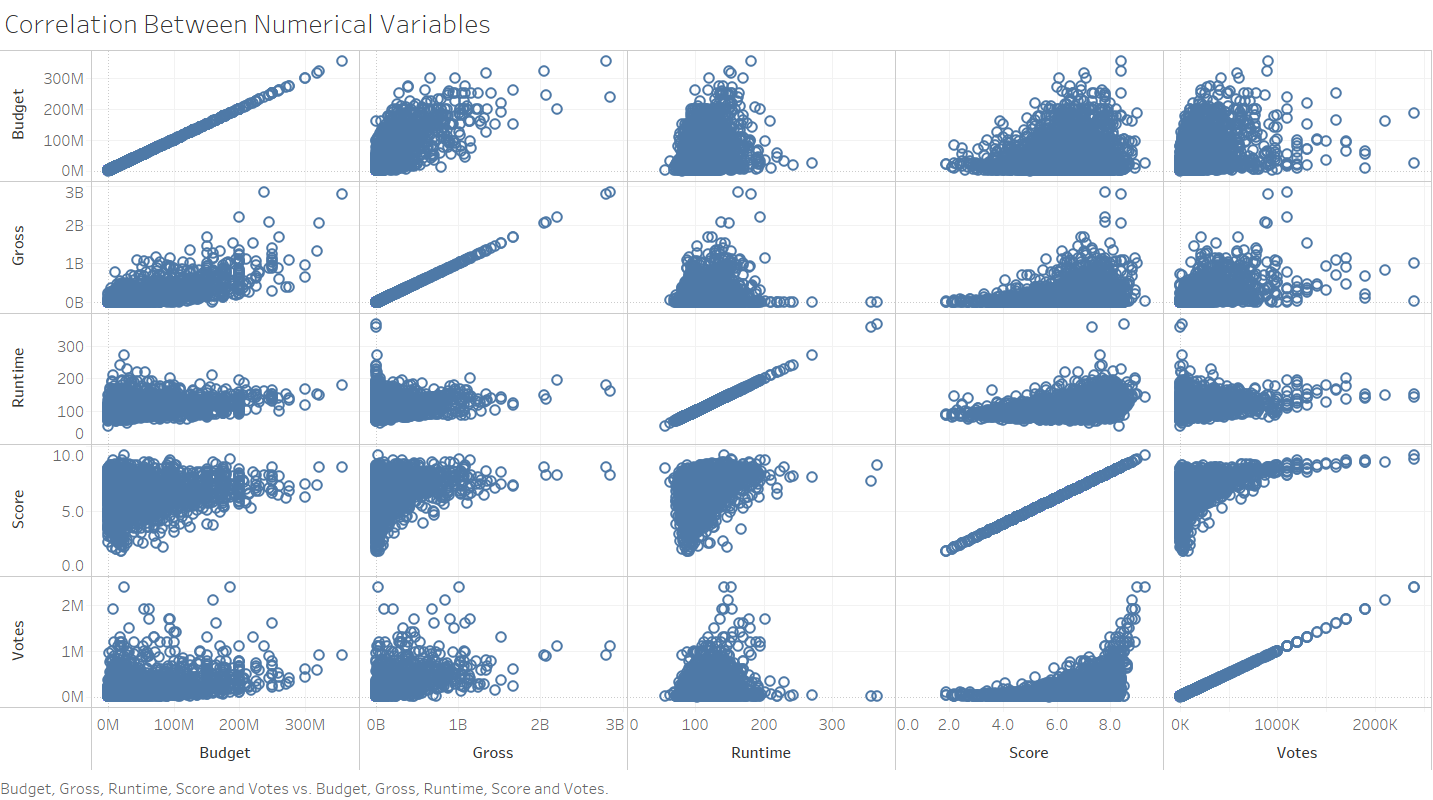 Correlation Between Numerical Variables
Budget
300M
200M
100M
0M
Gross
3B
2B
1B
0B
Runtime
300
200
100
0
Score
10.0
5.0
0.0
Votes
2M
1M
0M
0M 100M 200M 300M 0B 1B 2B 3B 0 100 200 300 0.0 2.0 4.0 6.0 8.0 0K 1000K 2000K
Budget Gross Runtime Score Votes
Budget, Gross, Runtime, Score and Votes vs. Budget, Gross, Runtime, Score and Votes.